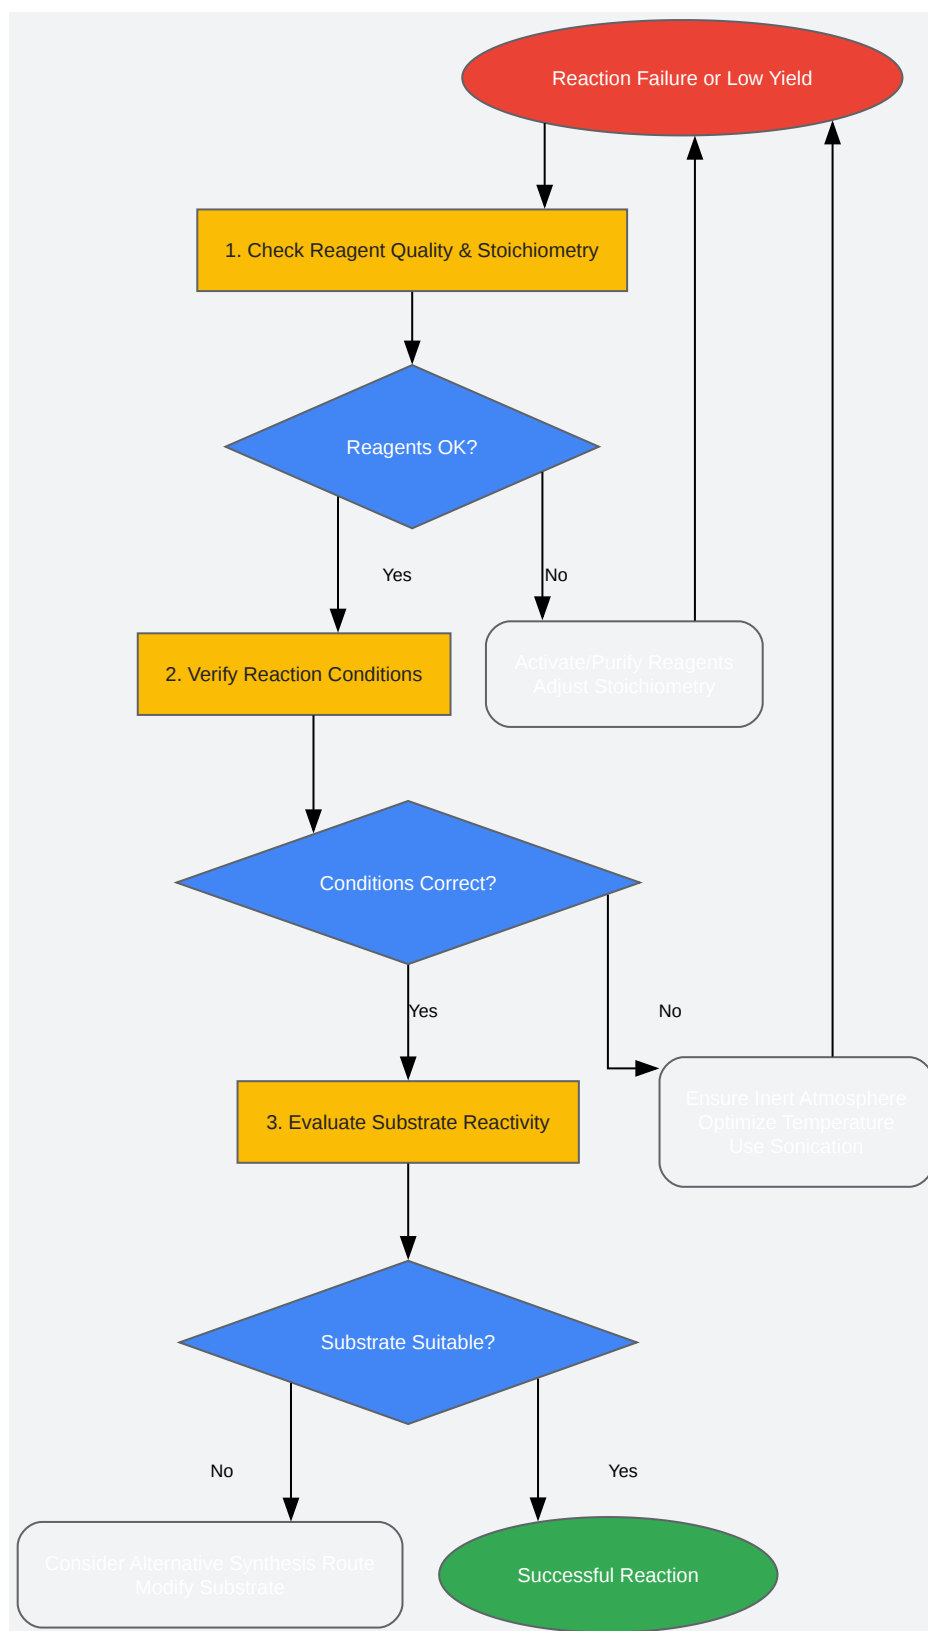 Reaction Failure or Low Yield
1. Check Reagent Quality & Stoichiometry
Reagents OK?
Yes
No
2. Verify Reaction Conditions
Activate/Purify Reagents
Adjust Stoichiometry
Conditions Correct?
Yes
No
3. Evaluate Substrate Reactivity
Ensure Inert Atmosphere
Optimize Temperature
Use Sonication
Substrate Suitable?
No
Yes
Consider Alternative Synthesis Route
Modify Substrate
Successful Reaction